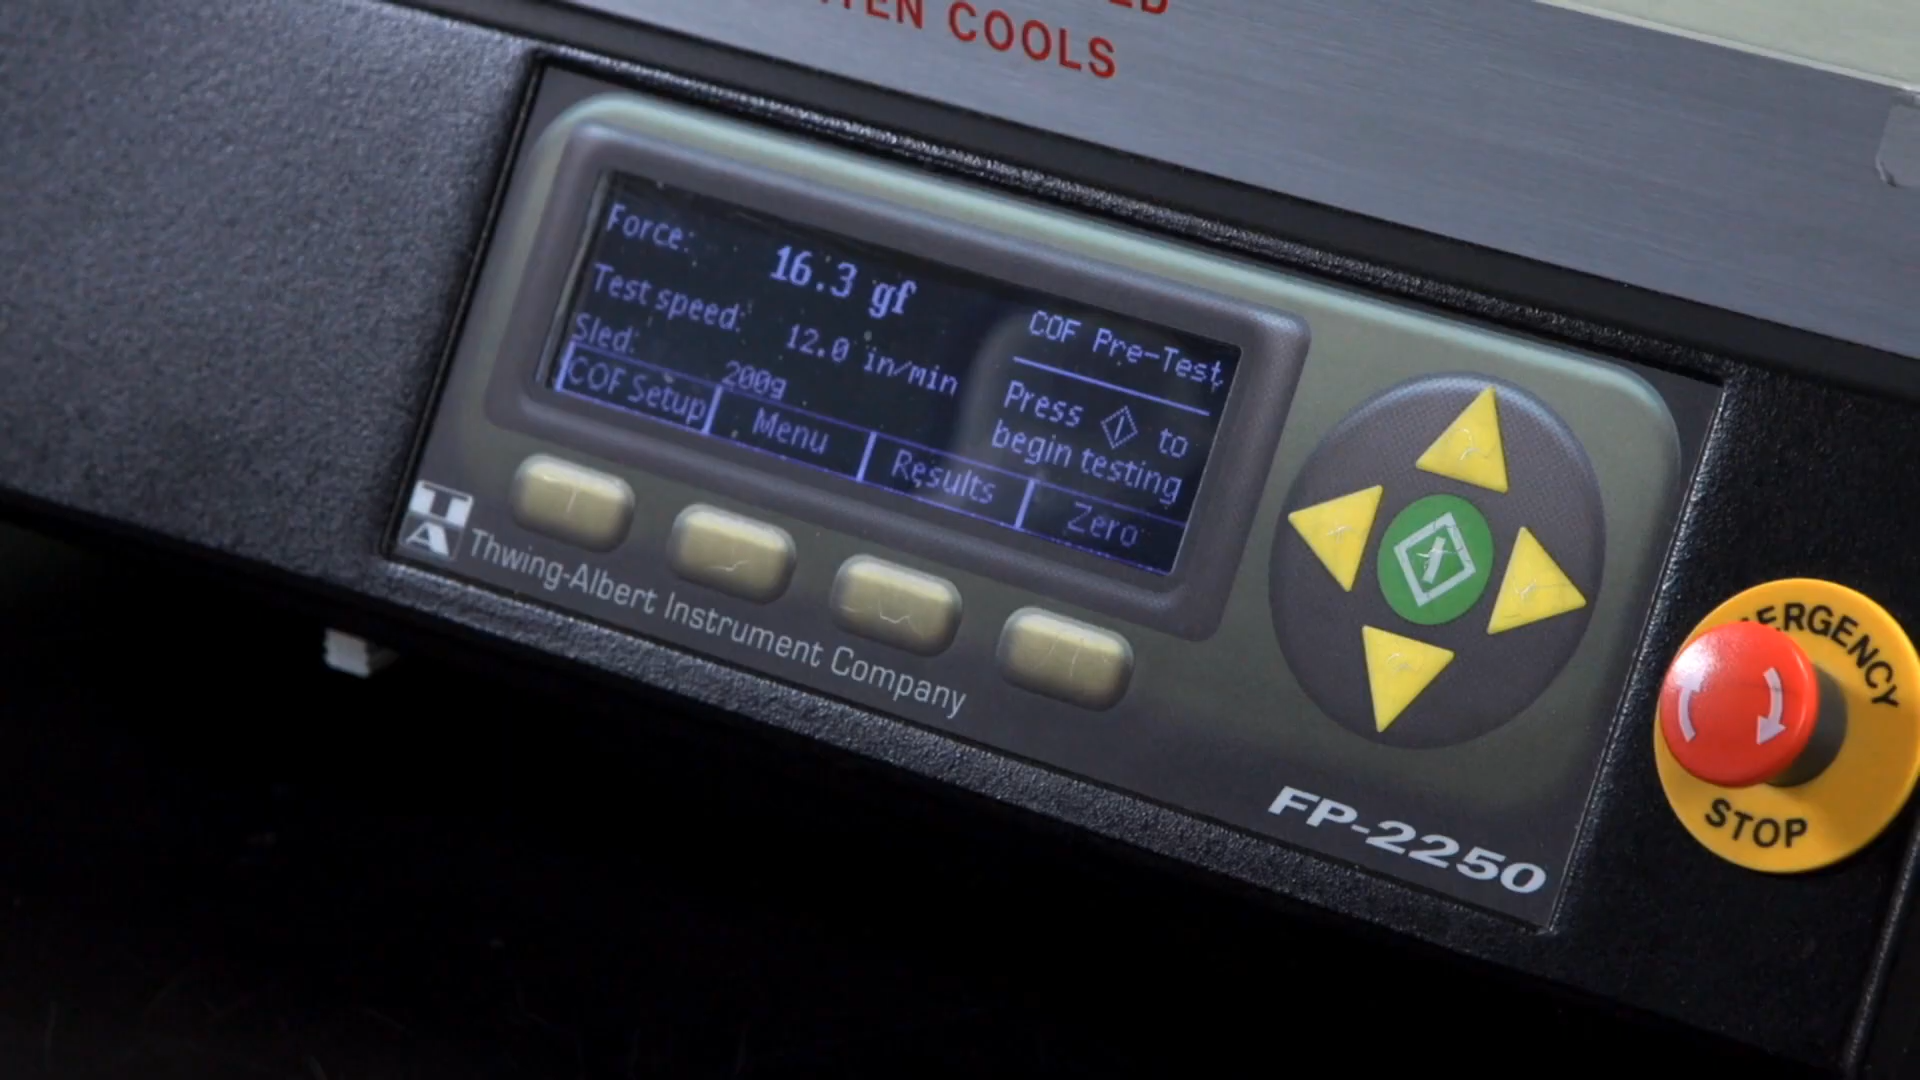 COOLS
Force:
16.3 gf
Test speed:
12.0 in/min
Sled:
200g
COF Pre-Test
Press to
begin testing
COF Setup
Menu
Results
Zero
TA
Thwing-Albert Instrument Company
FP-2250
STOP